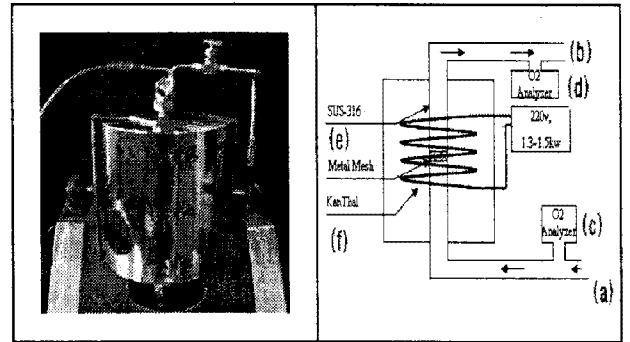 (b)
O2
Analyzer
(d)
SUS-316
(e)
220v,
1.3~1.5kw
Metal Mesh
KanThal
(f)
O2
Analyzer
(c)
(a)